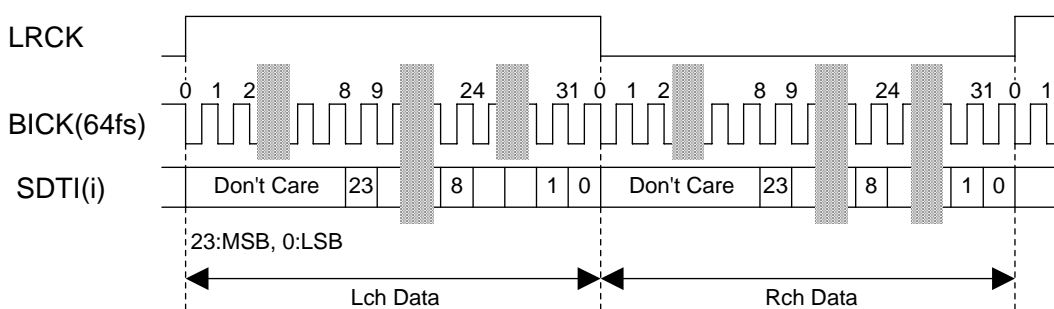 LRCK
0 1 2 8 9 24 31 0 1 2 8 9 24 31 0 1
BICK(64fs)
SDTI(i) Don't Care 23 8 1 0 Don't Care 23 8 1 0
23:MSB, 0:LSB
Lch Data Rch Data